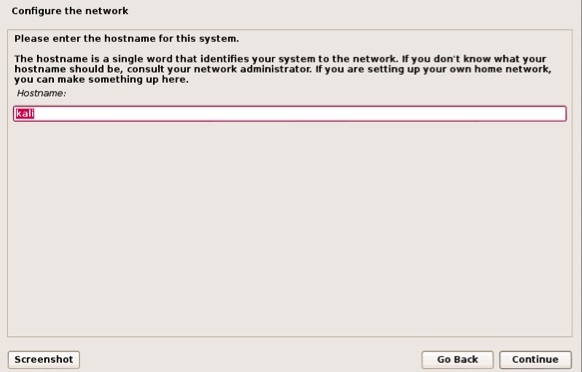 Configure the network
Please enter the hostname for this system.
The hostname is a single word that identifies your system to the network. If you don't know what your
hostname should be, consult your network administrator. If you are setting up your own home network,
you can make something up here.
Hostname:
kali
Screenshot
Go Back
Continue